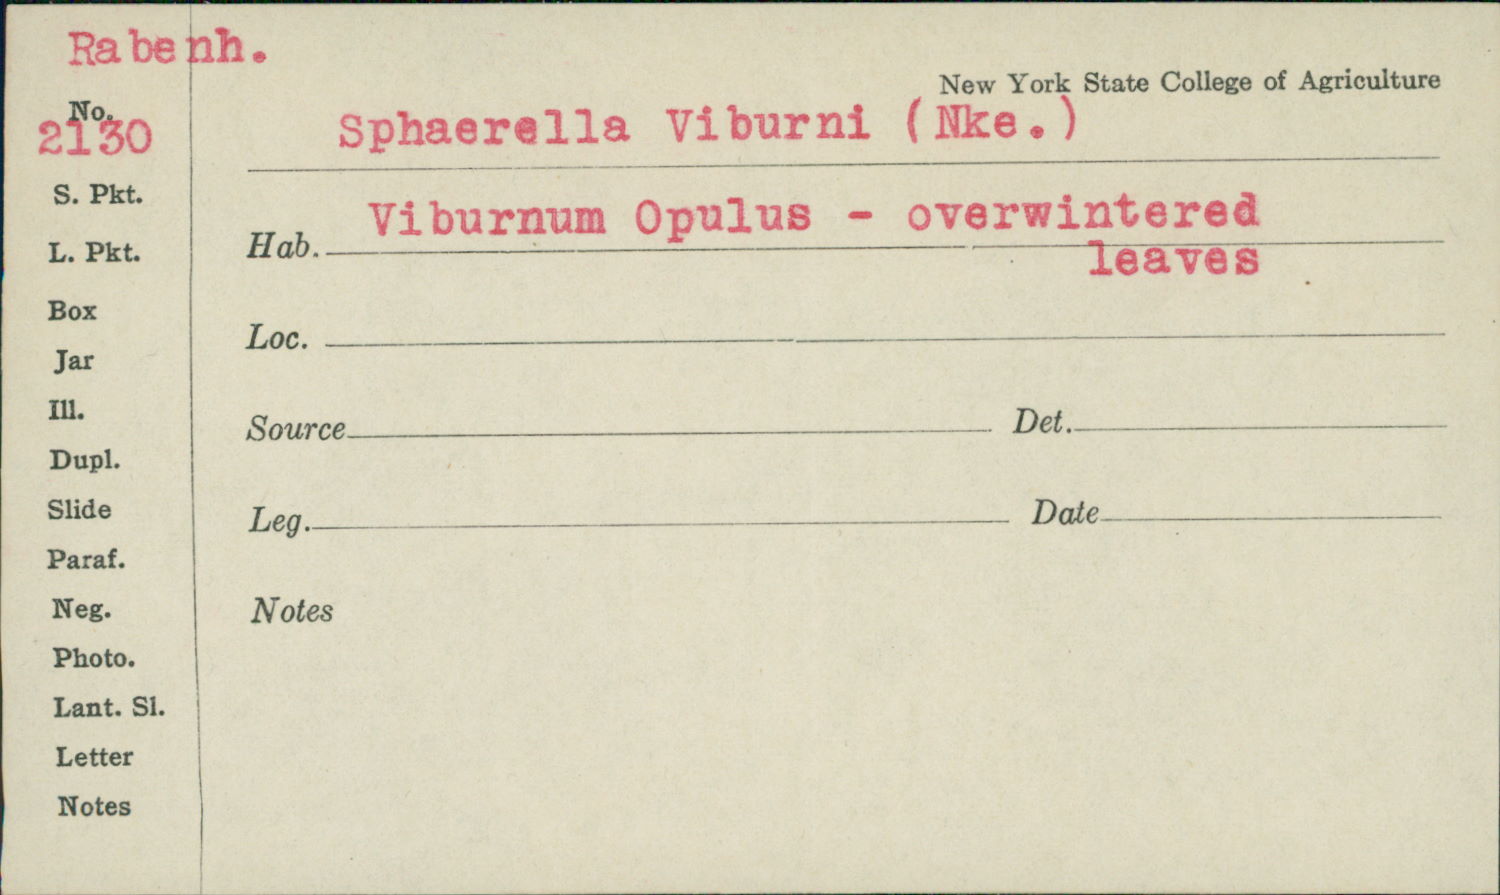 Rabenh.
New York State College of Agriculture
No.
2130
Sphaerella Viburni (Nke.)
S. Pkt.
Hab. Viburnum Opulus - overwintered
leaves
L. Pkt.
Box
Loc.
Jar
Ill.
Source Det.
Dupl.
Slide
Leg. Date
Paraf.
Neg.
Notes
Photo.
Lant. Sl.
Letter
Notes